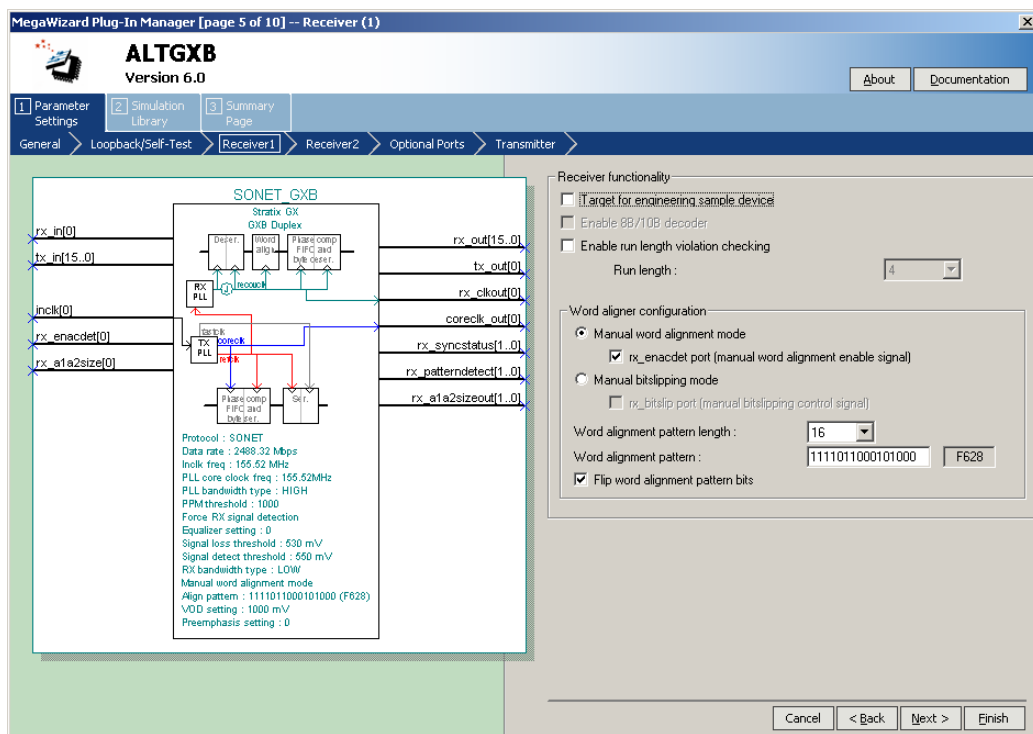 MegaWizard Plug-In Manager [page 5 of 10] -- Receiver (1)
ALTGXB
Version 6.0
About
Documentation
1 Parameter Settings
2 Simulation Library
3 Summary Page
General
Loopback/Self-Test
Receiver1
Receiver2
Optional Ports
Transmitter
SONET_GXB
Stratix GX
GXB Duplex
Deser.
Word align
Phase comp FIFO and byte deser.
rx_in[0]
tx_in[15..0]
inclk[0]
rx_enacdet[0]
rx_a1a2size[0]
RX PLL
recovclk
fastclk
TX PLL
coreclk
refclk
Phase comp FIFO and byte ser.
Ser.
rx_out[15..0]
tx_out[0]
rx_clkout[0]
coreclk_out[0]
rx_syncstatus[1..0]
rx_patterndetect[1..0]
rx_a1a2sizeout[1..0]
Protocol : SONET
Data rate : 2488.32 Mbps
Inclk freq : 155.52 MHz
PLL core clock freq : 155.52MHz
PLL bandwidth type : HIGH
PPM threshold : 1000
Force RX signal detection
Equalizer setting : 0
Signal loss threshold : 530 mV
Signal detect threshold : 550 mV
RX bandwidth type : LOW
Manual word alignment mode
Align pattern : 1111011000101000 (F628)
VOD setting : 1000 mV
Preemphasis setting : 0
Receiver functionality
Target for engineering sample device
Enable 8B/10B decoder
Enable run length violation checking
Run length : 4
Word aligner configuration
Manual word alignment mode
rx_enacdet port (manual word alignment enable signal)
Manual bitslipping mode
rx_bitslip port (manual bitslipping control signal)
Word alignment pattern length : 16
Word alignment pattern : 1111011000101000 F628
Flip word alignment pattern bits
Cancel
< Back
Next >
Finish